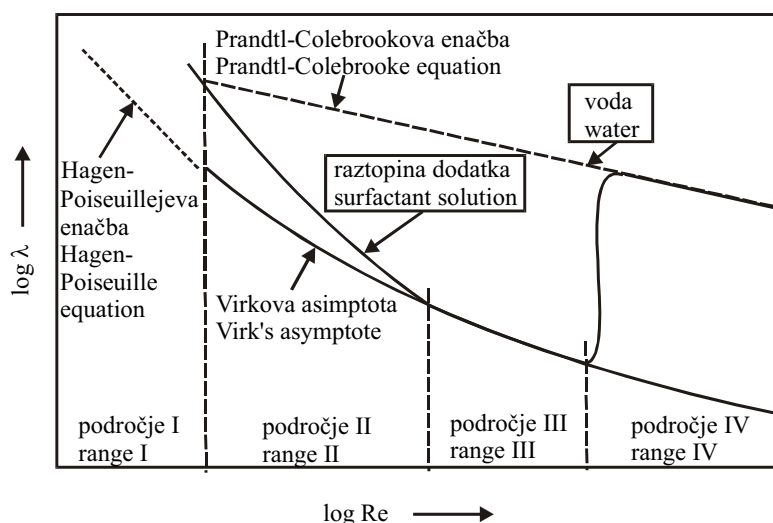 Prandtl-Colebrookova enačba
Prandtl-Colebrooke equation
voda
water
raztopina dodatka
surfactant solution
Hagen-
Poiseuillejeva
enačba
Hagen-
Poiseuille
equation
log λ
Virkova asimptota
Virk's asymptote
področje I
range I
področje II
range II
področje III
range III
področje IV
range IV
log Re